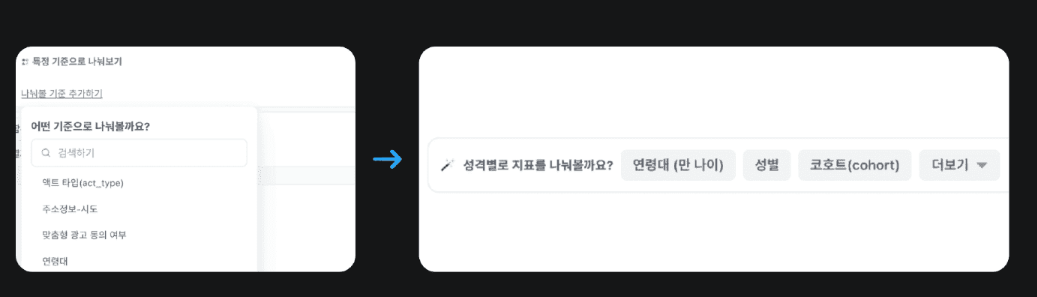 특정 기준으로 나눠보기
나눠볼 기준 추가하기
어떤 기준으로 나눠볼까요?
검색하기
액트 타입(act_type)
주소정보-시도
맞춤형 광고 동의 여부
연령대
성격별로 지표를 나눠볼까요? 연령대 (만 나이) 성별 코호트(cohort) 더보기